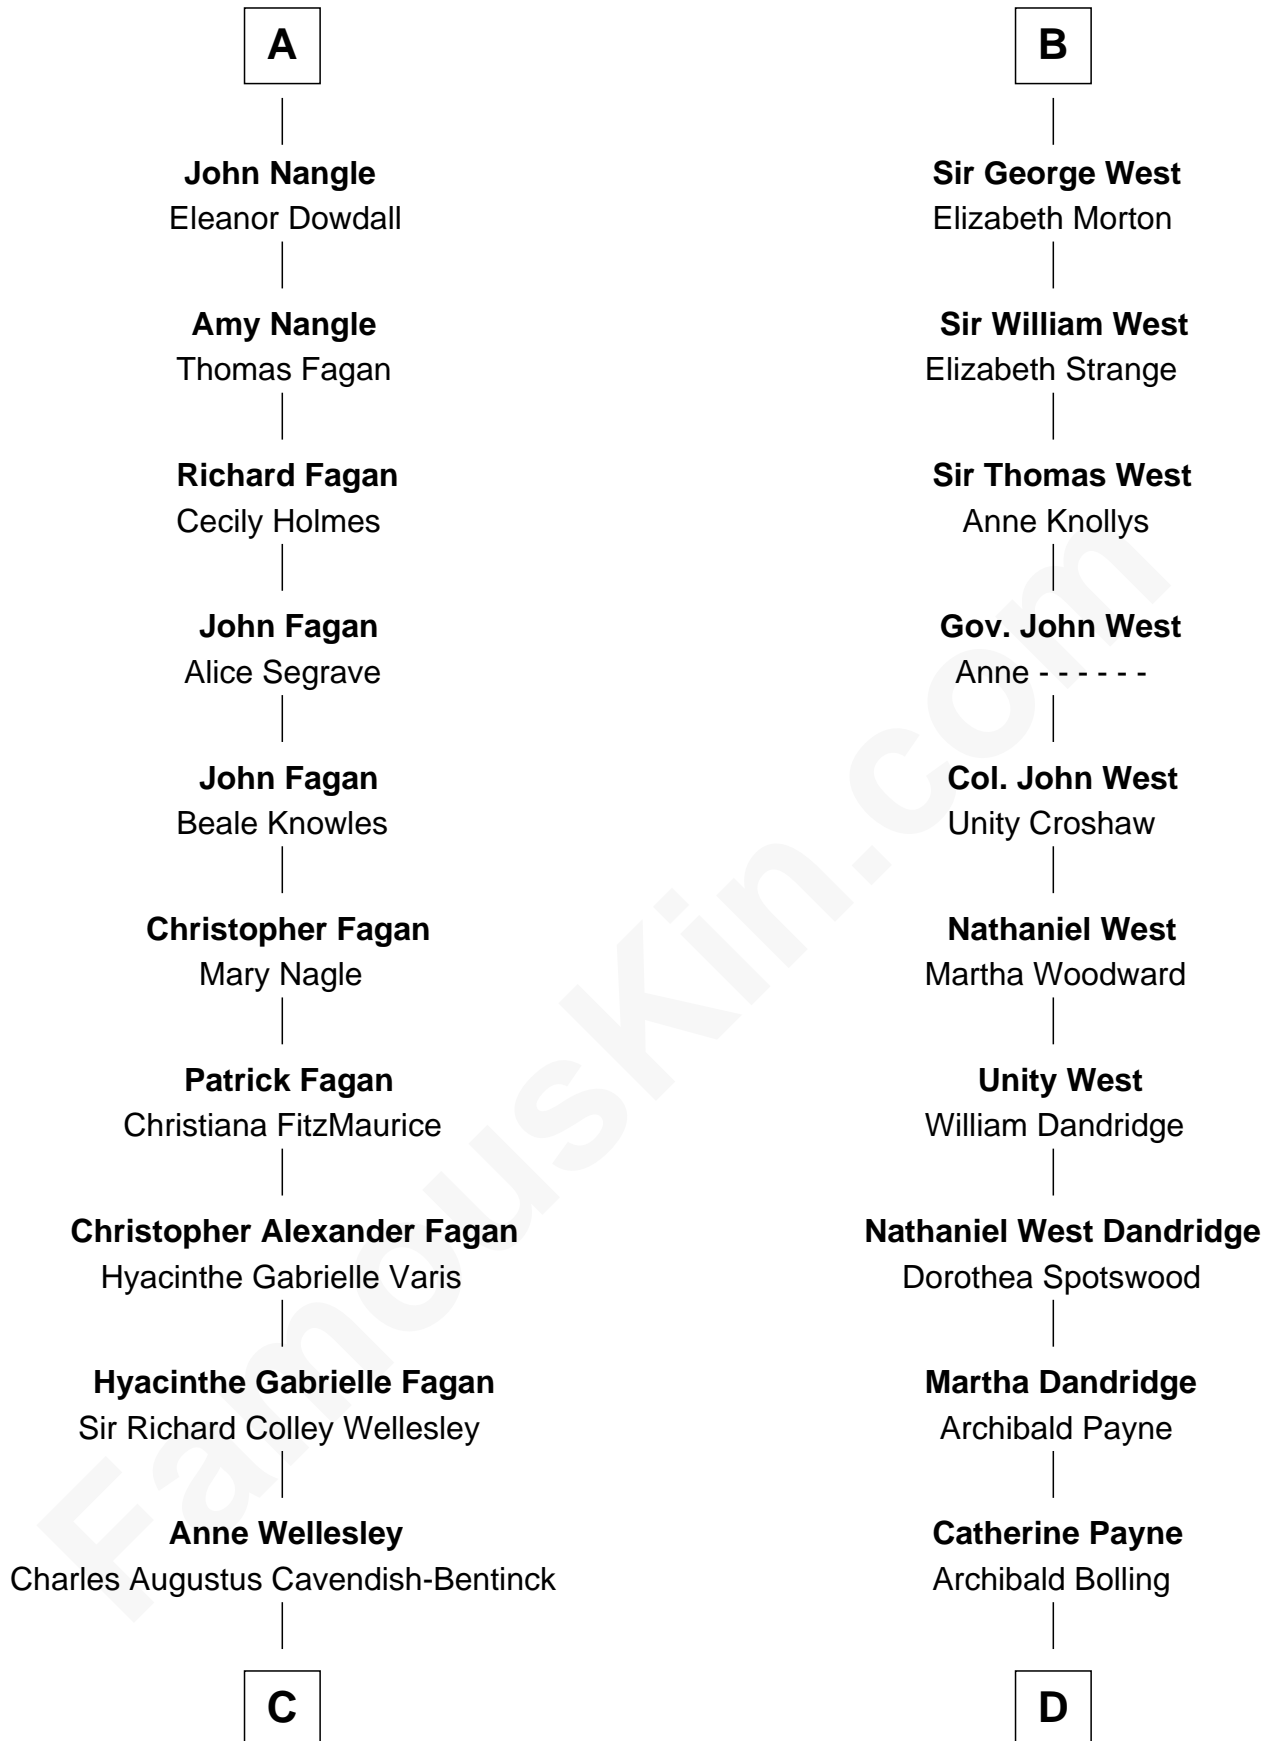 A
John Nangle
Eleanor Dowdall
Amy Nangle
Thomas Fagan
Richard Fagan
Cecily Holmes
John Fagan
Alice Segrave
John Fagan
Beale Knowles
Christopher Fagan
Mary Nagle
Patrick Fagan
Christiana FitzMaurice
Christopher Alexander Fagan
Hyacinthe Gabrielle Varis
Hyacinthe Gabrielle Fagan
Sir Richard Colley Wellesley
Anne Wellesley
Charles Augustus Cavendish-Bentinck
C
B
Sir George West
Elizabeth Morton
Sir William West
Elizabeth Strange
Sir Thomas West
Anne Knollys
Gov. John West
Anne - - - - - -
Col. John West
Unity Croshaw
Nathaniel West
Martha Woodward
Unity West
William Dandridge
Nathaniel West Dandridge
Dorothea Spotswood
Martha Dandridge
Archibald Payne
Catherine Payne
Archibald Bolling
D
FamousKin.com